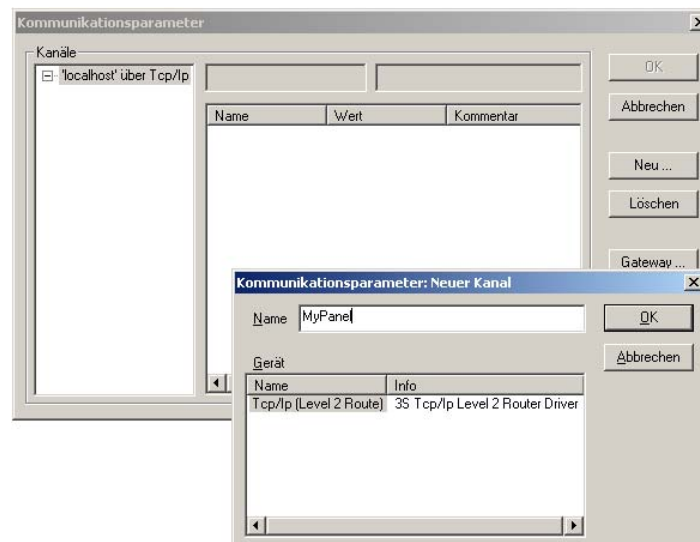 Kommunikationsparameter
Kanäle
'localhost' über Tcp/Ip
Name Wert Kommentar
OK
Abbrechen
Neu ...
Löschen
Gateway ...
Kommunikationsparameter: Neuer Kanal
Name MyPanel
OK
Abbrechen
Gerät
Name Info
Tcp/Ip (Level 2 Route) 3S Tcp/Ip Level 2 Router Driver